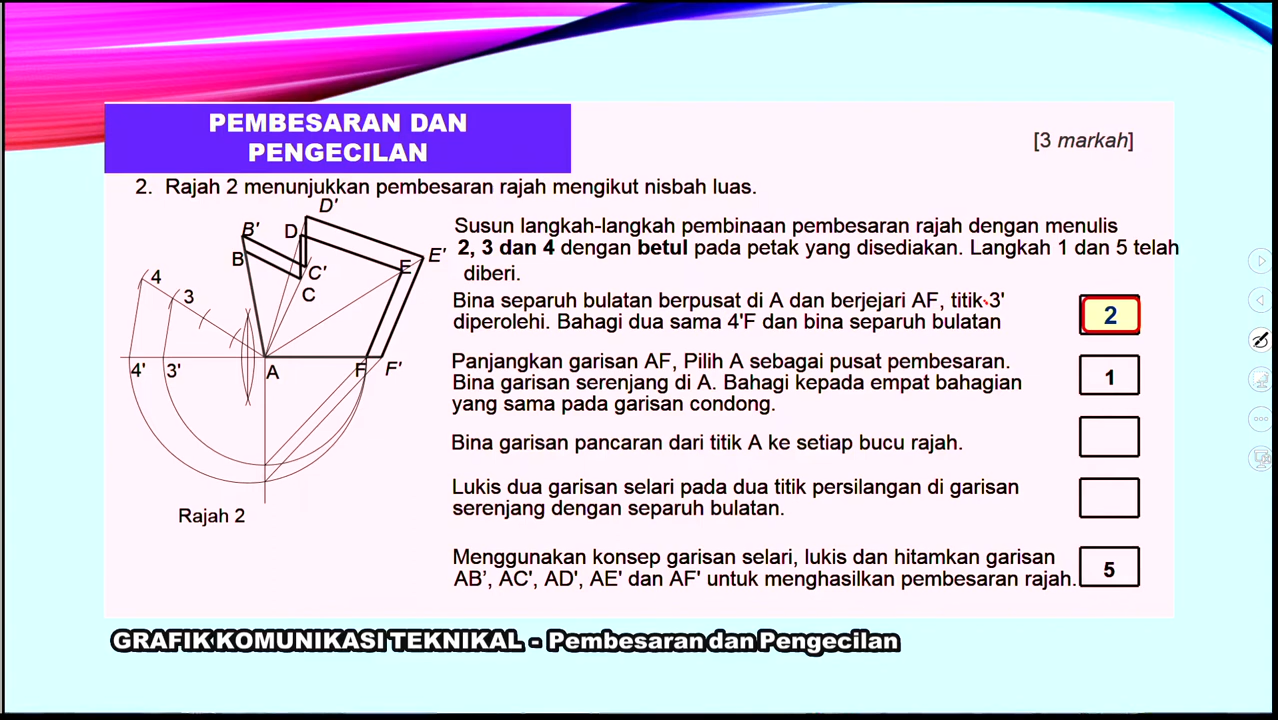 PEMBESARAN DAN
PENGECILAN
[3 markah]
2. Rajah 2 menunjukkan pembesaran rajah mengikut nisbah luas.
Susun langkah-langkah pembinaan pembesaran rajah dengan menulis
2, 3 dan 4 dengan betul pada petak yang disediakan. Langkah 1 dan 5 telah
diberi.
D'
B'
D
B
C'
C
E
E'
4
3
4'
3'
A
F
F'
Rajah 2
Bina separuh bulatan berpusat di A dan berjejari AF, titik 3'
diperolehi. Bahagi dua sama 4'F dan bina separuh bulatan
2
Panjangkan garisan AF, Pilih A sebagai pusat pembesaran.
Bina garisan serenjang di A. Bahagi kepada empat bahagian
yang sama pada garisan condong.
1
Bina garisan pancaran dari titik A ke setiap bucu rajah.
Lukis dua garisan selari pada dua titik persilangan di garisan
serenjang dengan separuh bulatan.
Menggunakan konsep garisan selari, lukis dan hitamkan garisan
AB’, AC', AD', AE' dan AF' untuk menghasilkan pembesaran rajah.
5
GRAFIK KOMUNIKASI TEKNIKAL - Pembesaran dan Pengecilan